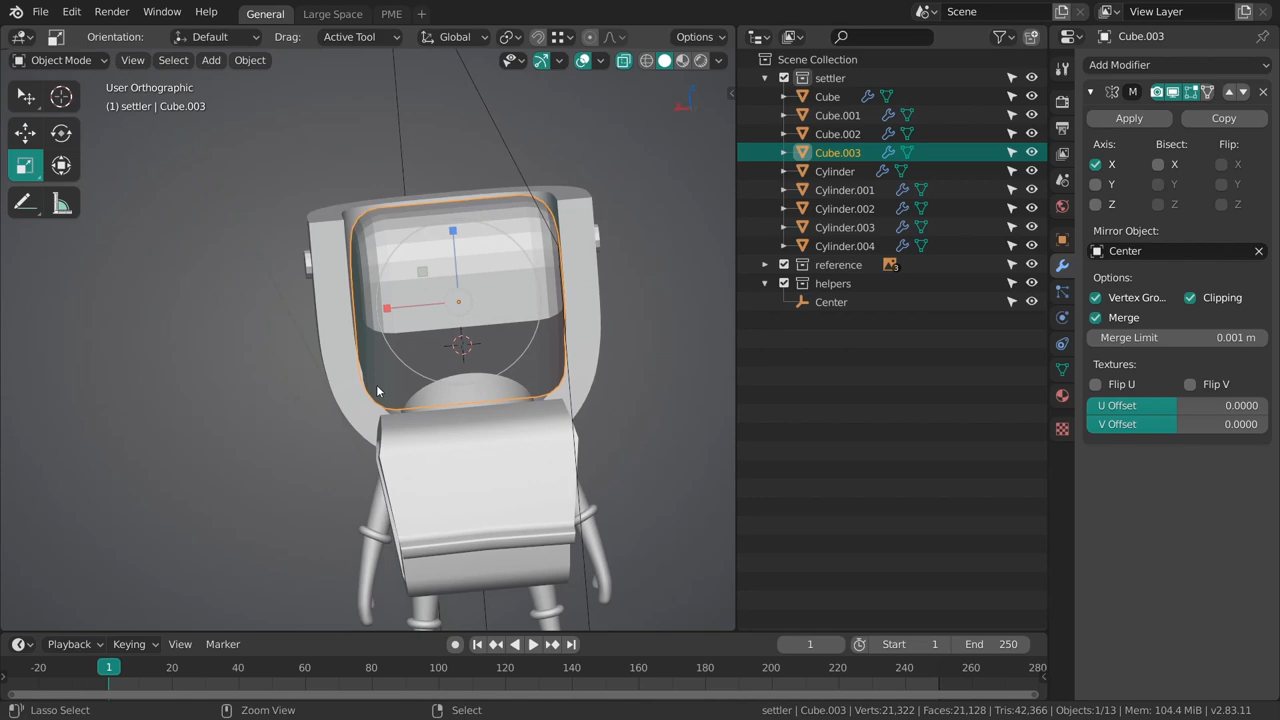 File Edit Render Window Help General Large Space PME + Scene View Layer
Orientation: Default Drag: Active Tool Global Options Cube.003
Object Mode View Select Add Object Add Modifier
User Orthographic
(1) settler | Cube.003
Scene Collection
settler
Cube
Cube.001
Cube.002
Cube.003
Cylinder
Cylinder.001
Cylinder.002
Cylinder.003
Cylinder.004
reference 3
helpers
Center
M
Apply Copy
Axis: Bisect: Flip:
X X X
Y Y Y
Z Z Z
Mirror Object:
Center
Options:
Vertex Gro... Clipping
Merge
Merge Limit 0.001 m
Textures:
Flip U Flip V
U Offset 0.0000
V Offset 0.0000
Playback Keying View Marker 1 Start 1 End 250
-20 1 20 40 60 80 100 120 140 160 180 200 220 240 260 280
Lasso Select Zoom View Select settler | Cube.003 | Verts:21,322 | Faces:21,128 | Tris:42,366 | Objects:1/13 | Mem: 104.4 MiB | v2.83.11